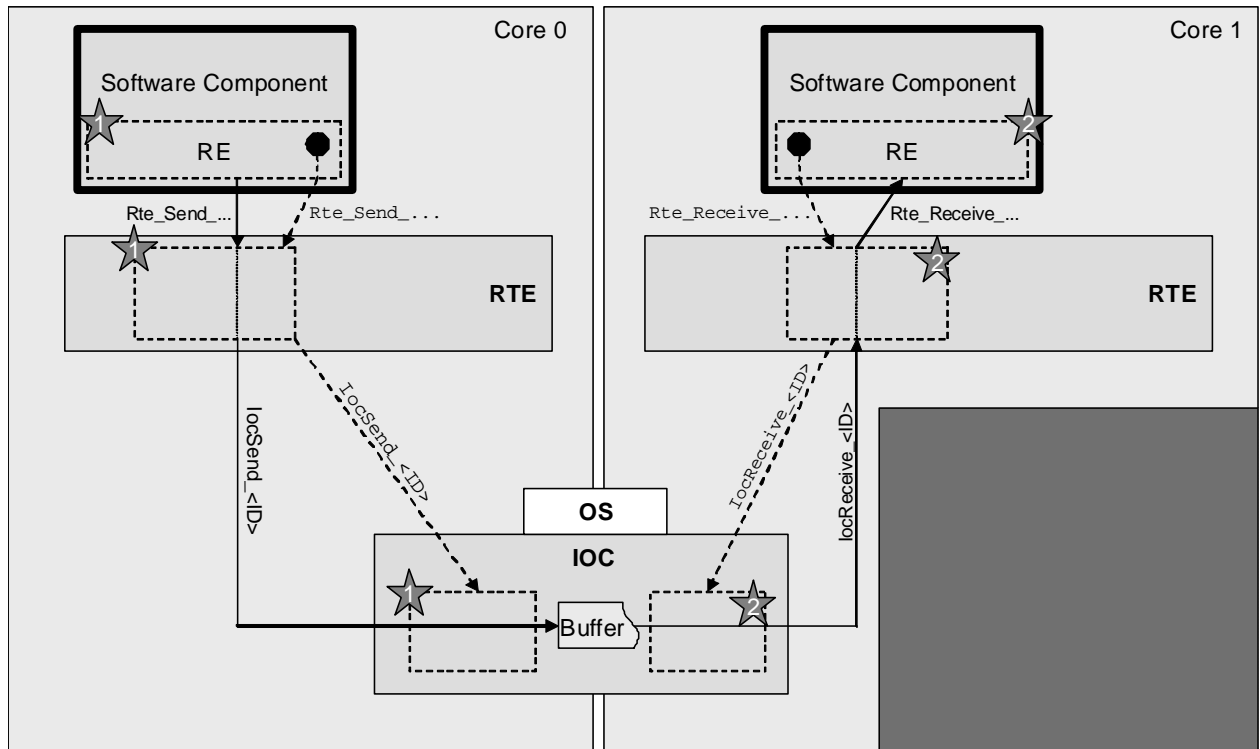 Core 0
Core 1
Software Component
Software Component
1
2
RE
RE
Rte_Send_...
Rte_Send_...
Rte_Receive_...
Rte_Receive_...
1
2
RTE
RTE
IocSend_<ID>
IocSend_<ID>
IocReceive_<ID>
IocReceive_<ID>
OS
IOC
1
2
Buffer